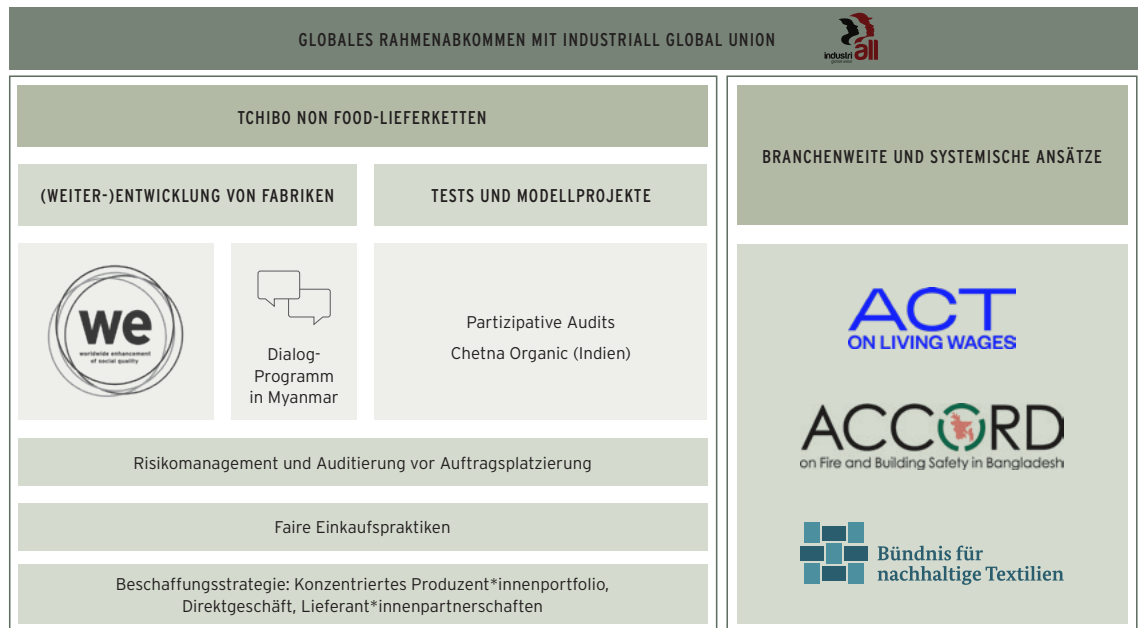 GLOBALES RAHMENABKOMMEN MIT INDUSTRIALL GLOBAL UNION
industri
all
global union
TCHIBO NON FOOD-LIEFERKETTEN
(WEITER-)ENTWICKLUNG VON FABRIKEN
TESTS UND MODELLPROJEKTE
we
worldwide enhancement
of social quality
Dialog-
Programm
in Myanmar
Partizipative Audits
Chetna Organic (Indien)
Risikomanagement und Auditierung vor Auftragsplatzierung
Faire Einkaufspraktiken
Beschaffungsstrategie: Konzentriertes Produzent*innenportfolio,
Direktgeschäft, Lieferant*innenpartnerschaften
BRANCHENWEITE UND SYSTEMISCHE ANSÄTZE
ACT
ON LIVING WAGES
ACCORD
on Fire and Building Safety in Bangladesh
Bündnis für
nachhaltige Textilien